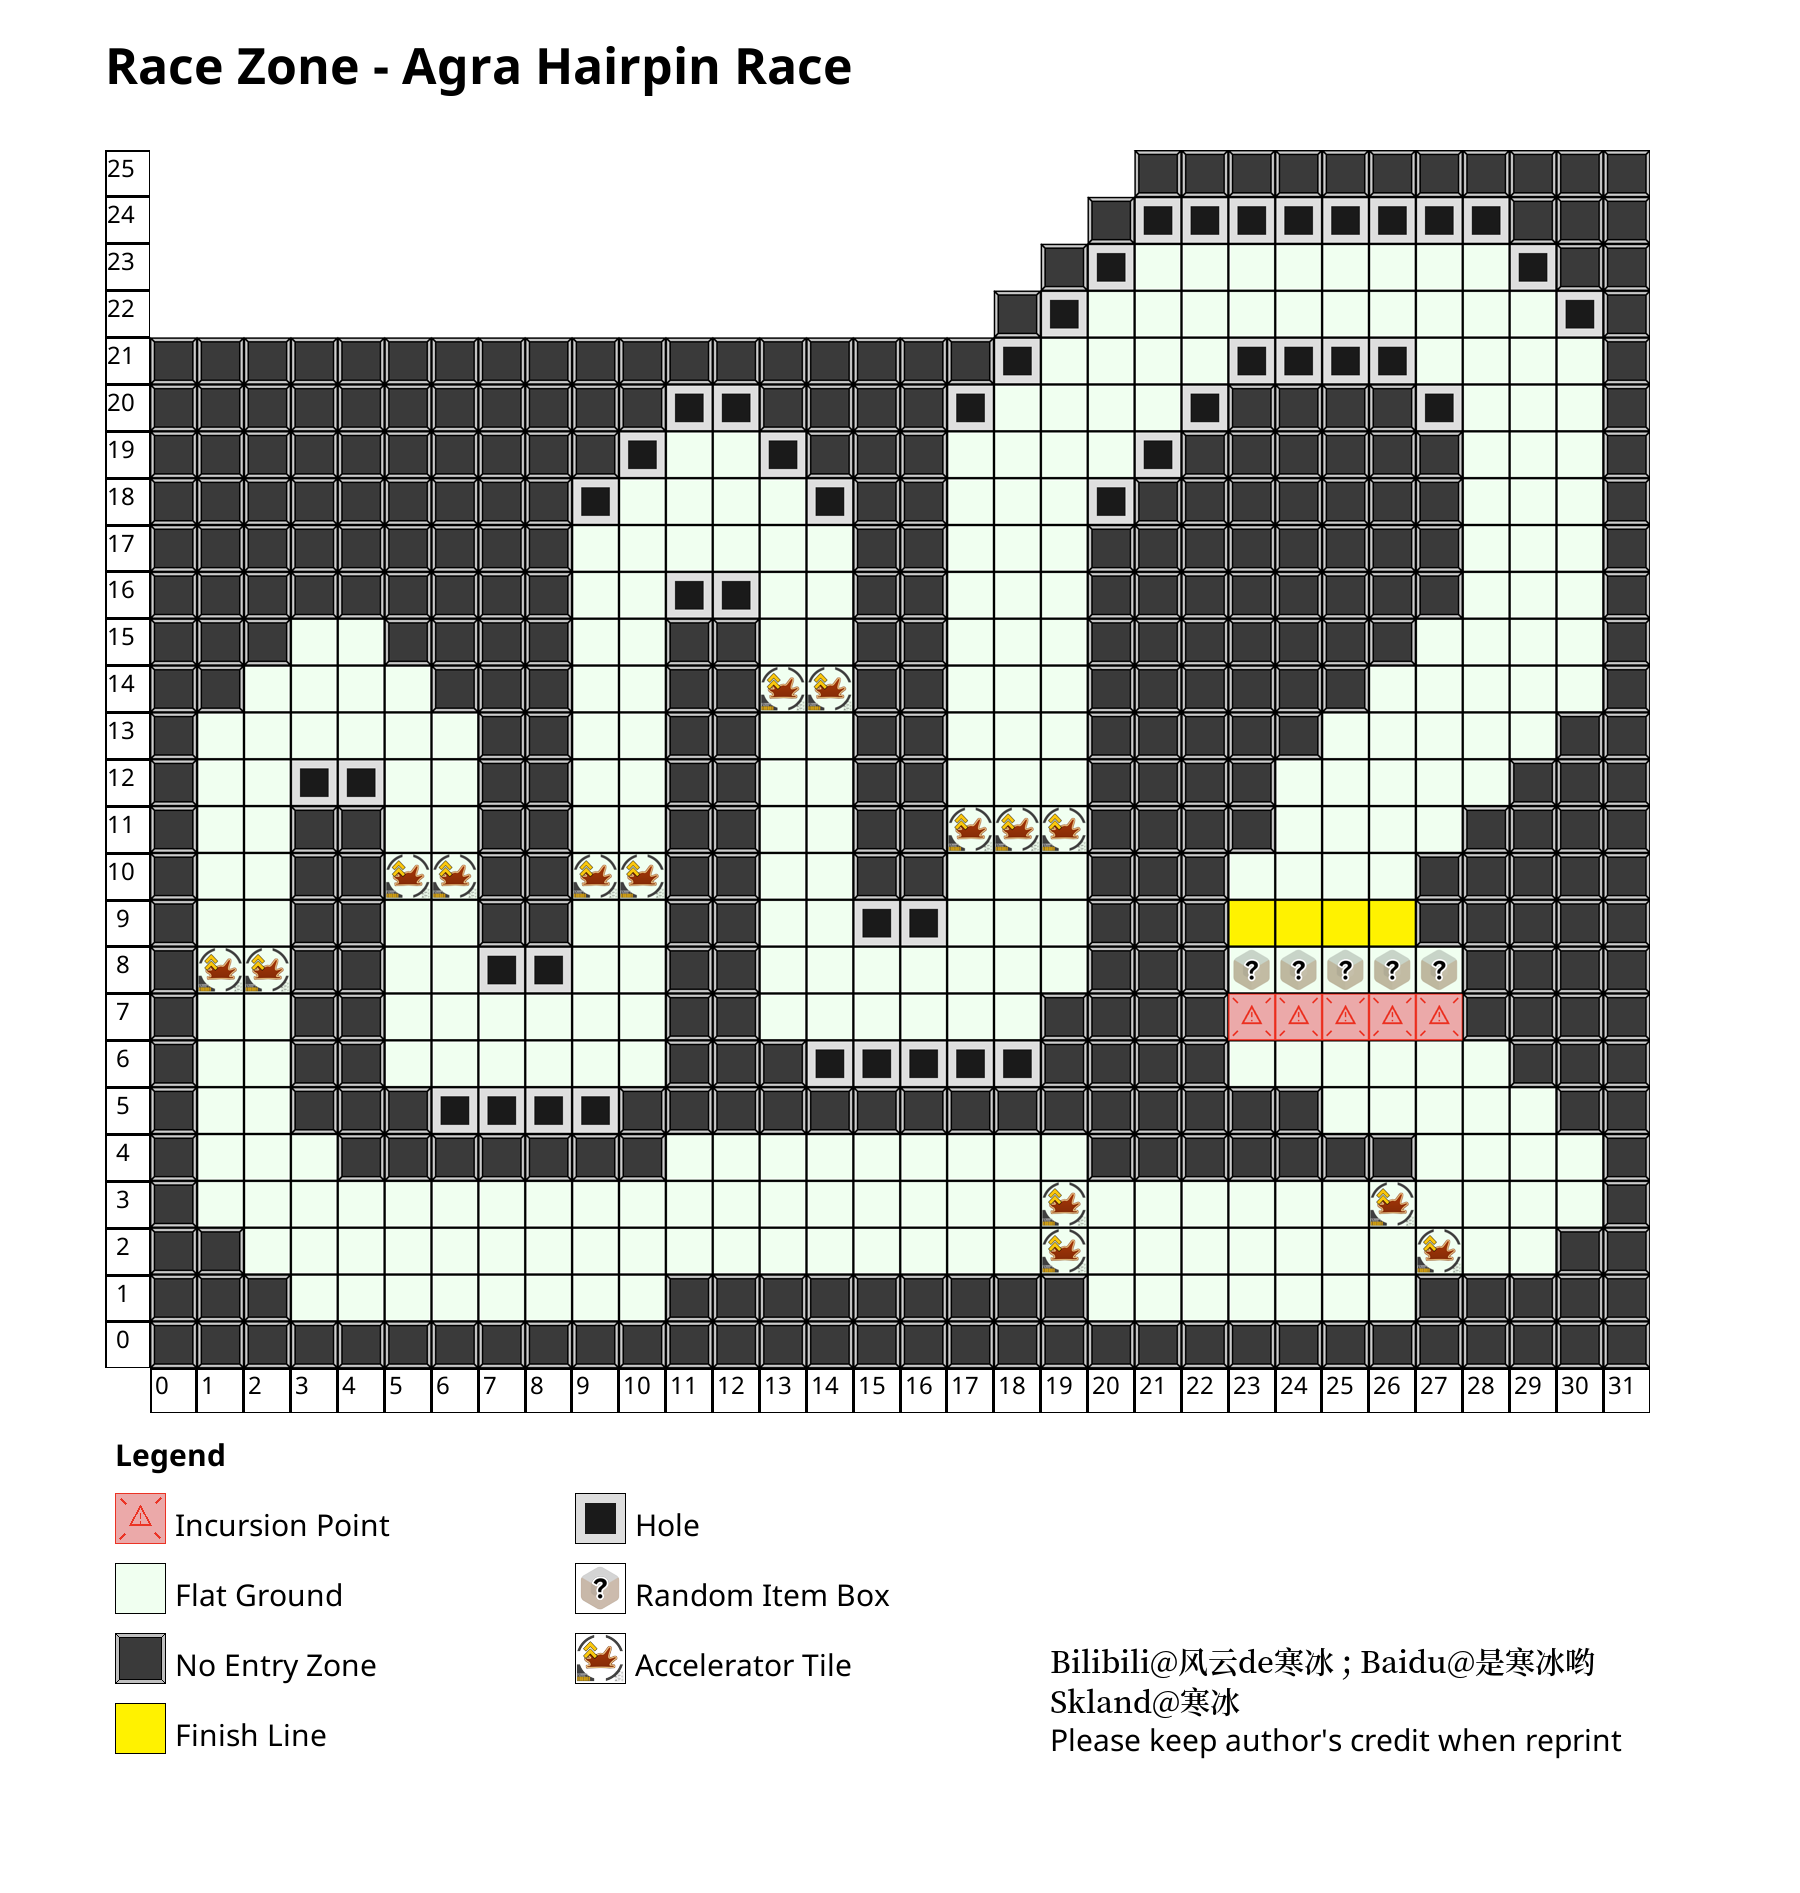 Race Zone - Agra Hairpin Race
25
24
23
22
21
20
19
18
17
16
15
14
13
12
11
10
9
8
? ? ? ? ?
7
6
5
4
3
2
1
0
0 1 2 3 4 5 6 7 8 9 10 11 12 13 14 15 16 17 18 19 20 21 22 23 24 25 26 27 28 29 30 31
Legend
Incursion Point
Hole
Flat Ground
? Random Item Box
No Entry Zone
Accelerator Tile
Finish Line
Bilibili@风云de寒冰 ; Baidu@是寒冰哟
Skland@寒冰
Please keep author's credit when reprint